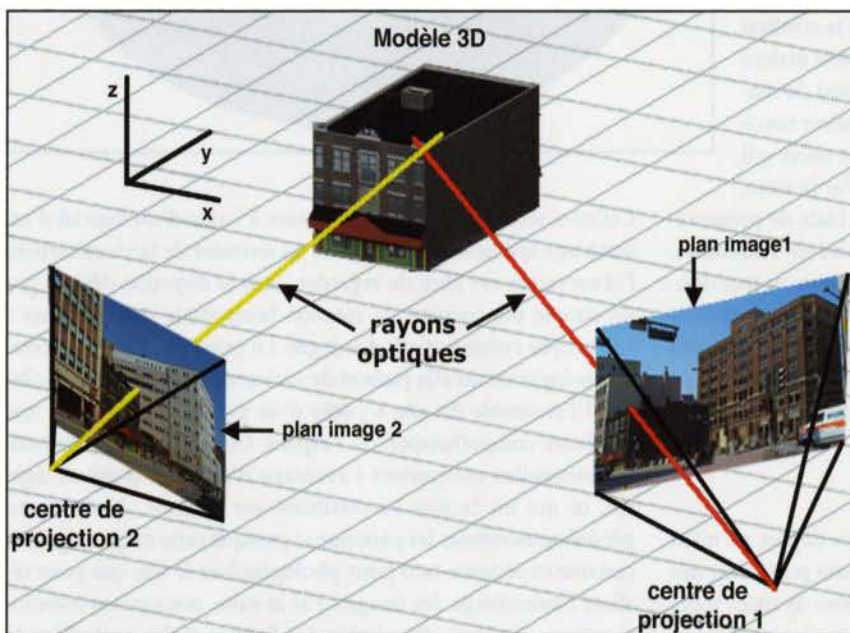 Modèle 3D
z
y
x
plan image1
rayons
optiques
plan image 2
centre de
projection 2
centre de
projection 1